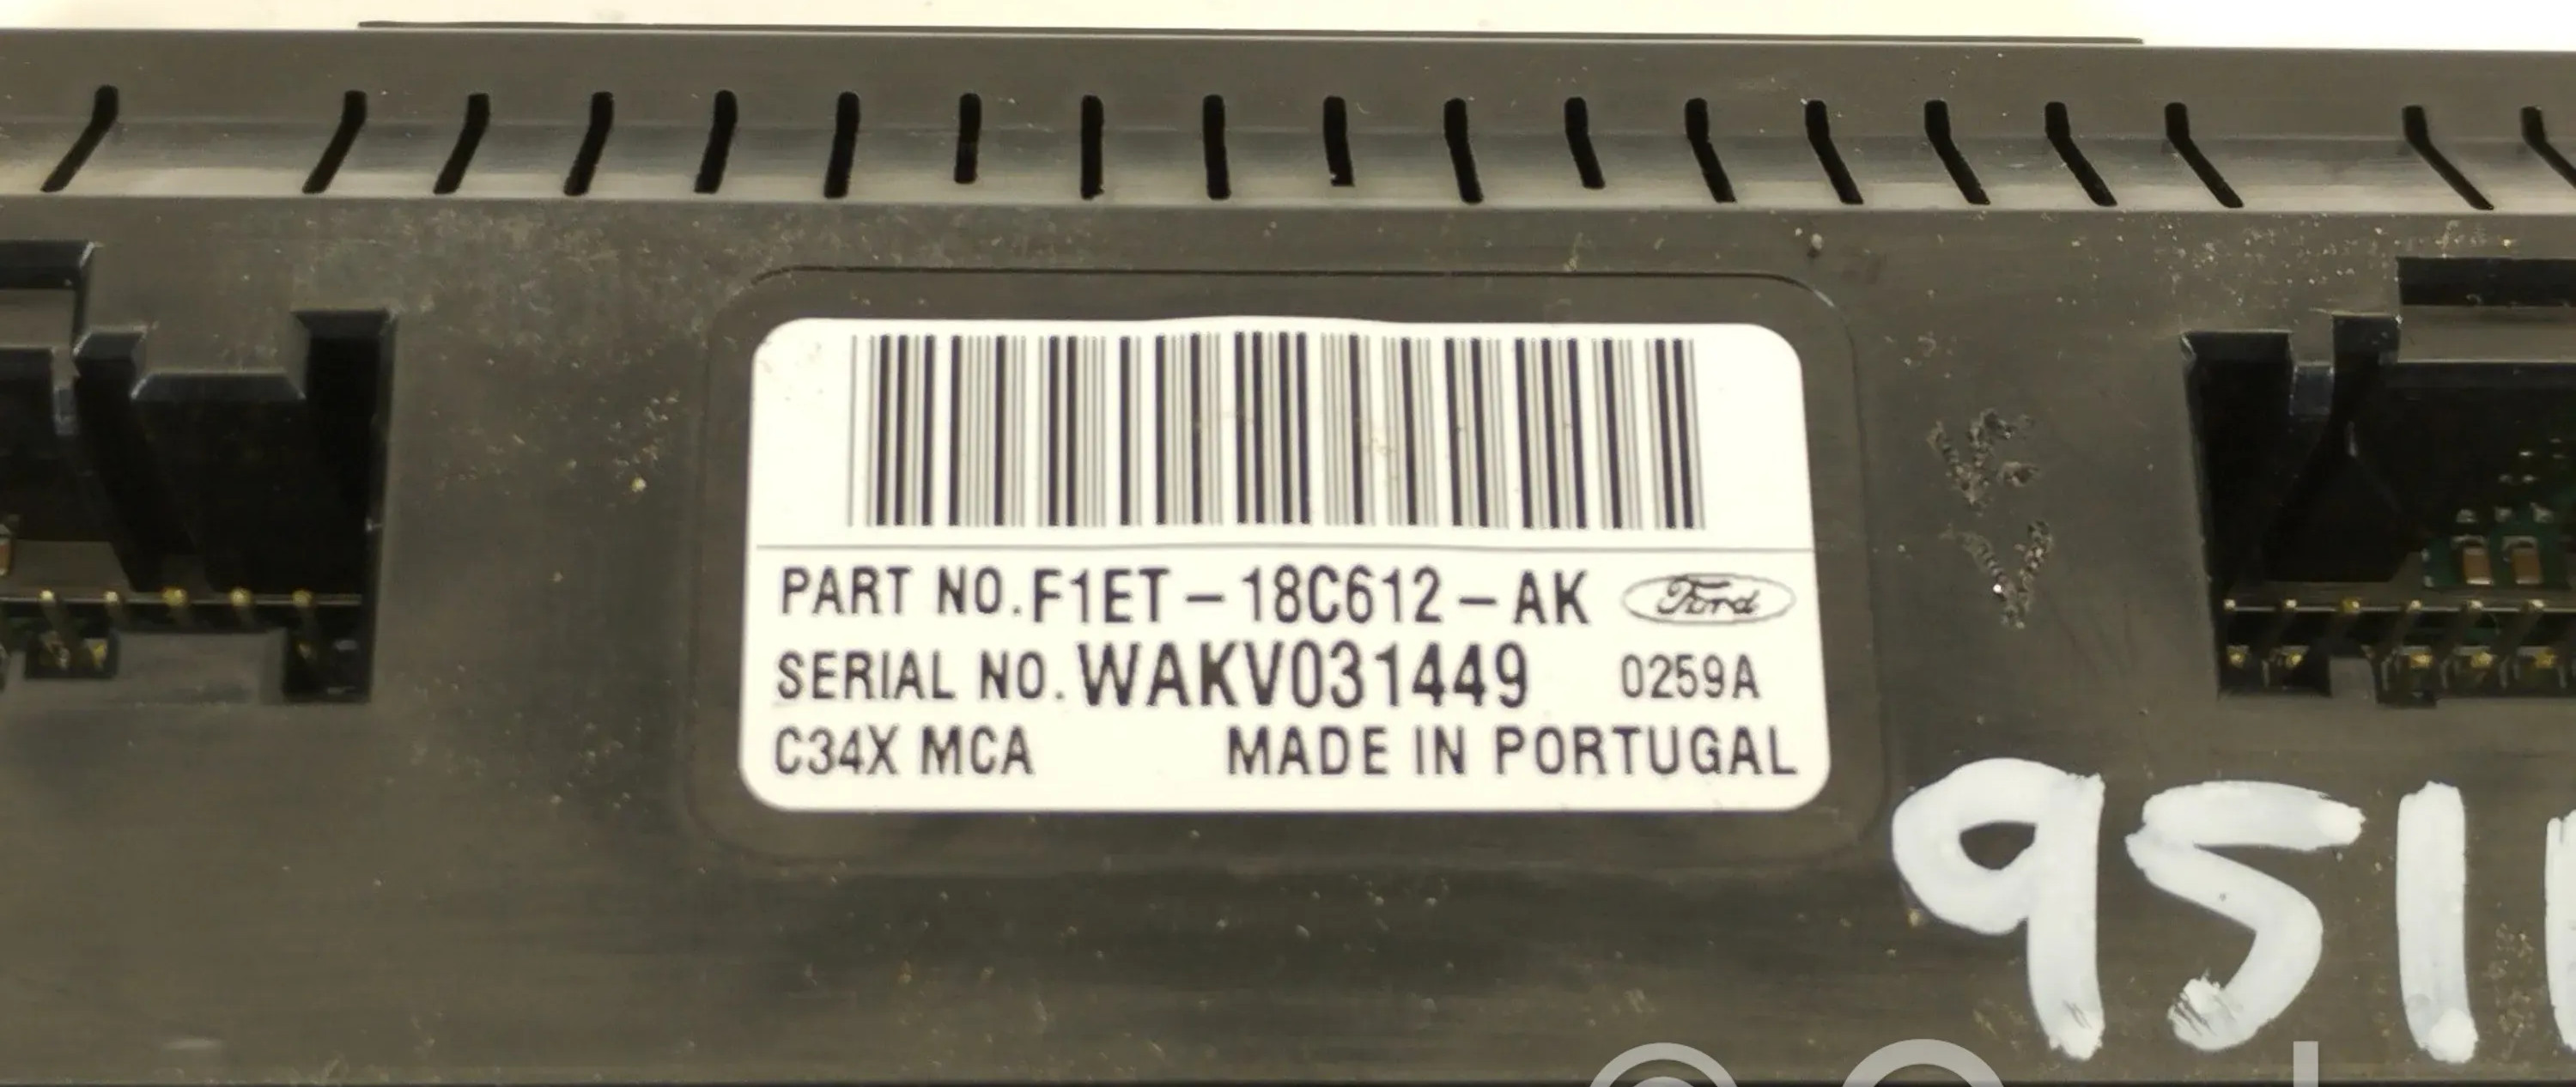 PART NO. F1ET-18C612-AK Ford
SERIAL NO. WAKV031449 0259A
C34X MCA MADE IN PORTUGAL
951